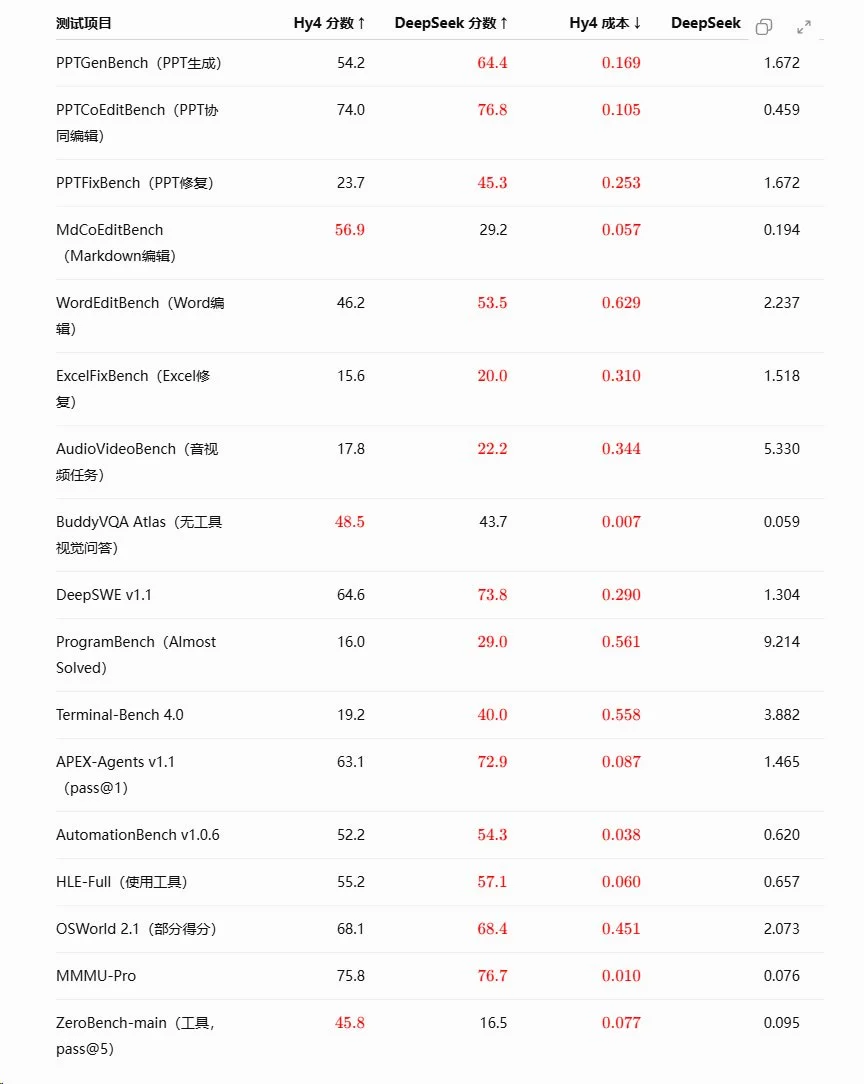 测试项目 Hy4 分数↑ DeepSeek 分数↑ Hy4 成本↓ DeepSeek
PPTGenBench（PPT生成） 54.2 64.4 0.169 1.672
PPTCoEditBench（PPT协 74.0 76.8 0.105 0.459
同编辑）
PPTFixBench（PPT修复） 23.7 45.3 0.253 1.672
MdCoEditBench 56.9 29.2 0.057 0.194
（Markdown编辑）
WordEditBench（Word编 46.2 53.5 0.629 2.237
辑）
ExcelFixBench（Excel修 15.6 20.0 0.310 1.518
复）
AudioVideoBench（音视 17.8 22.2 0.344 5.330
频任务）
BuddyVQA Atlas（无工具 48.5 43.7 0.007 0.059
视觉问答）
DeepSWE v1.1 64.6 73.8 0.290 1.304
ProgramBench（Almost 16.0 29.0 0.561 9.214
Solved）
Terminal-Bench 4.0 19.2 40.0 0.558 3.882
APEX-Agents v1.1 63.1 72.9 0.087 1.465
（pass@1）
AutomationBench v1.0.6 52.2 54.3 0.038 0.620
HLE-Full（使用工具） 55.2 57.1 0.060 0.657
OSWorld 2.1（部分得分） 68.1 68.4 0.451 2.073
MMMU-Pro 75.8 76.7 0.010 0.076
ZeroBench-main（工具， 45.8 16.5 0.077 0.095
pass@5）